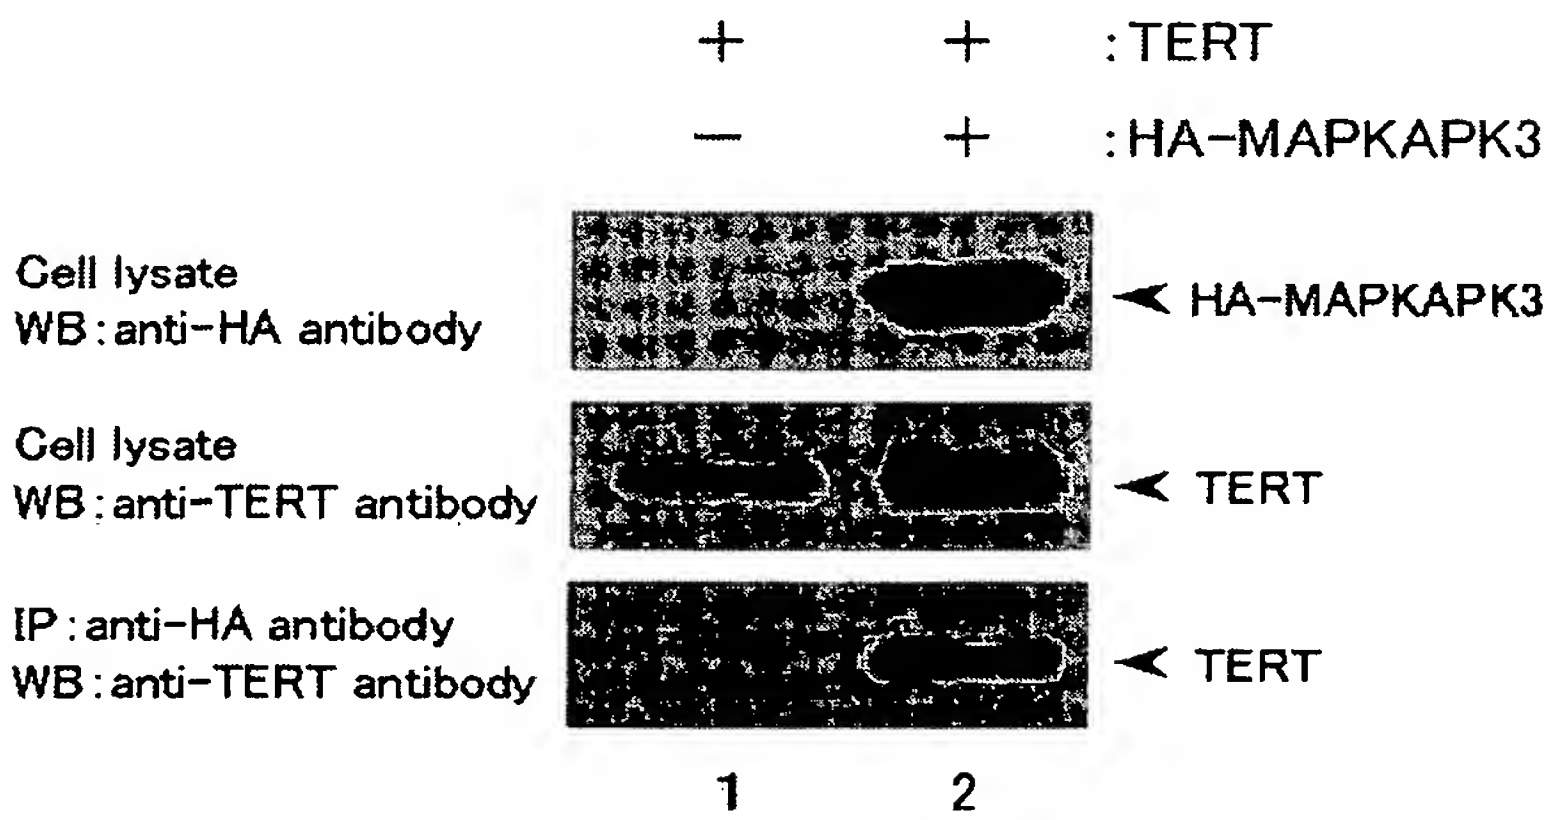 + + :TERT
− + :HA−MAPKAPK3
Cell lysate
WB:anti−HA antibody
HA−MAPKAPK3
Cell lysate
WB:anti−TERT antibody
TERT
IP:anti−HA antibody
WB:anti−TERT antibody
TERT
1 2